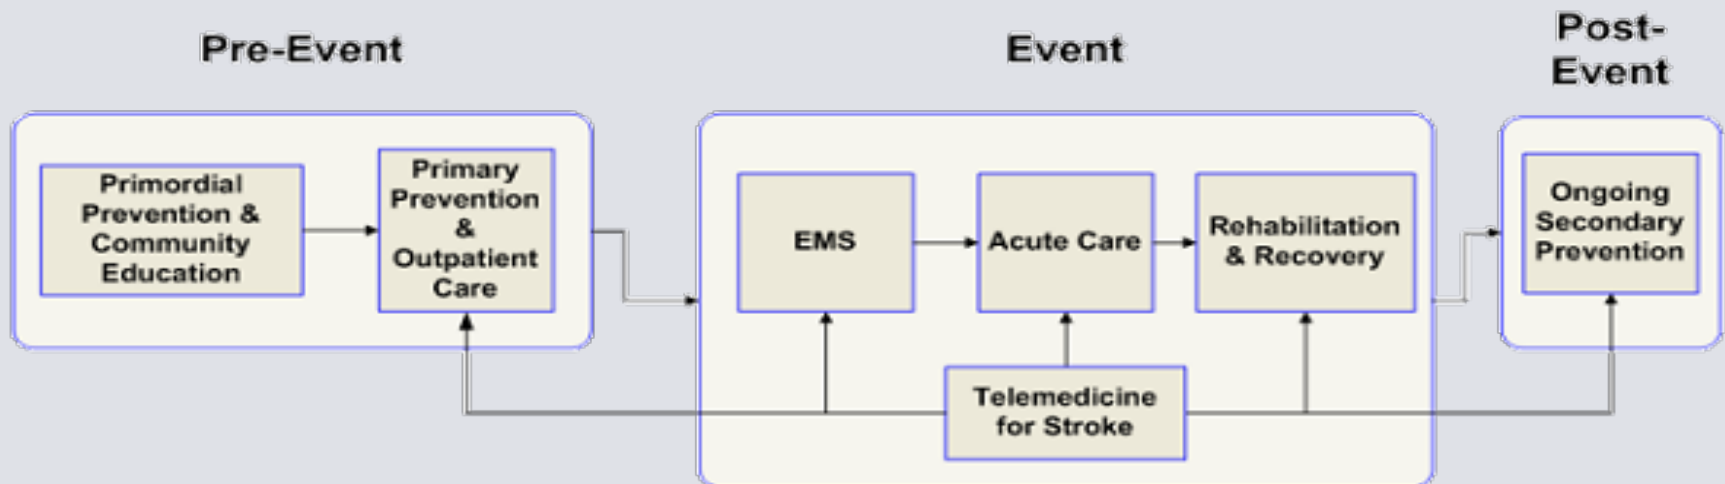 Pre-Event
Event
Post-
Event
Primordial
Prevention &
Community
Education
Primary
Prevention
&
Outpatient
Care
EMS
Acute Care
Rehabilitation
& Recovery
Ongoing
Secondary
Prevention
Telemedicine
for Stroke